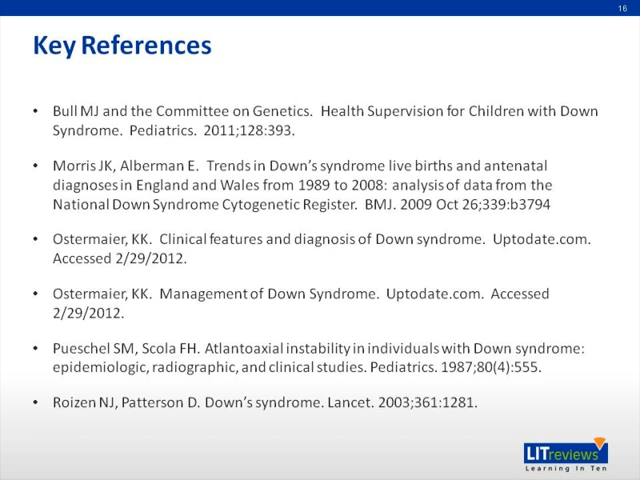 16
Key References
• Bull MJ and the Committee on Genetics. Health Supervision for Children with Down
Syndrome. Pediatrics. 2011;128:393.
• Morris JK, Alberman E. Trends in Down's syndrome live births and antenatal
diagnoses in England and Wales from 1989 to 2008: analysis of data from the
National Down Syndrome Cytogenetic Register. BMJ. 2009 Oct 26;339:b3794
• Ostermaier, KK. Clinical features and diagnosis of Down syndrome. Uptodate.com.
Accessed 2/29/2012.
• Ostermaier, KK. Management of Down Syndrome. Uptodate.com. Accessed
2/29/2012.
• Pueschel SM, Scola FH. Atlantoaxial instability in individuals with Down syndrome:
epidemiologic, radiographic, and clinical studies. Pediatrics. 1987;80(4):555.
• Roizen NJ, Patterson D. Down's syndrome. Lancet. 2003;361:1281.
LITreviews
Learning In Ten